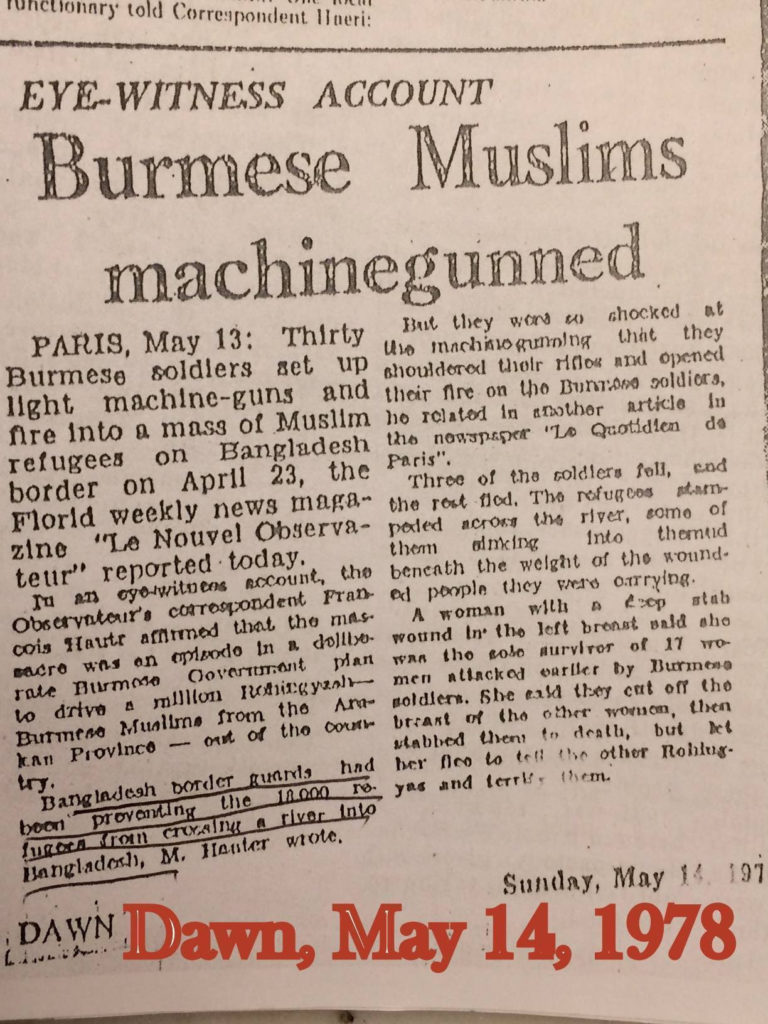 functionary told Correspondent Haeri:
EYE-WITNESS ACCOUNT
Burmese Muslims
machinegunned
PARIS, May 13: Thirty
Burmese soldiers set up
light machine-guns and
fire into a mass of Muslim
refugees on Bangladesh
border on April 23, the
Florid weekly news maga-
zine "Le Nouvel Observa-
teur" reported today.
In an eye-witness account, the
Observateur's correspondent Fran-
cois Hautr affirmed that the mas-
sacre was an episode in a delibe-
rate Burmese Government plan
to drive a million Rohingyash—
Burmese Muslims from the Ara-
kan Province — out of the coun-
try.
Bangladesh border guards had
been preventing the 18,000 re-
fugees from crossing a river into
Bangladesh, M. Hauter wrote.
But they were so shocked at
the machinegunning that they
shouldered their rifles and opened
their fire on the Burmese soldiers,
he related in another article in
the newspaper "Le Quotidien de
Paris".
Three of the soldiers fell, and
the rest fled. The refugees stam-
peded across the river, some of
them sinking into themud
beneath the weight of the wound-
ed people they were carrying.
A woman with a deep stab
wound in the left breast said she
was the sole survivor of 17 wo-
men attacked earlier by Burmese
soldiers. She said they cut off the
breast of the other women, then
stabbed them to death, but let
her flee to tell the other Rohing-
yas and terrify them.
Sunday, May 14, 197
DAWN
Dawn, May 14, 1978